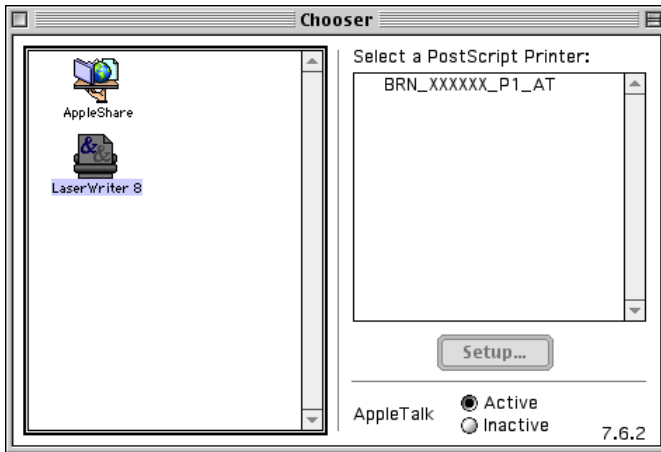 Chooser
AppleShare
LaserWriter 8
Select a PostScript Printer:
BRN_XXXXXX_P1_AT
Setup...
AppleTalk
Active
Inactive
7.6.2